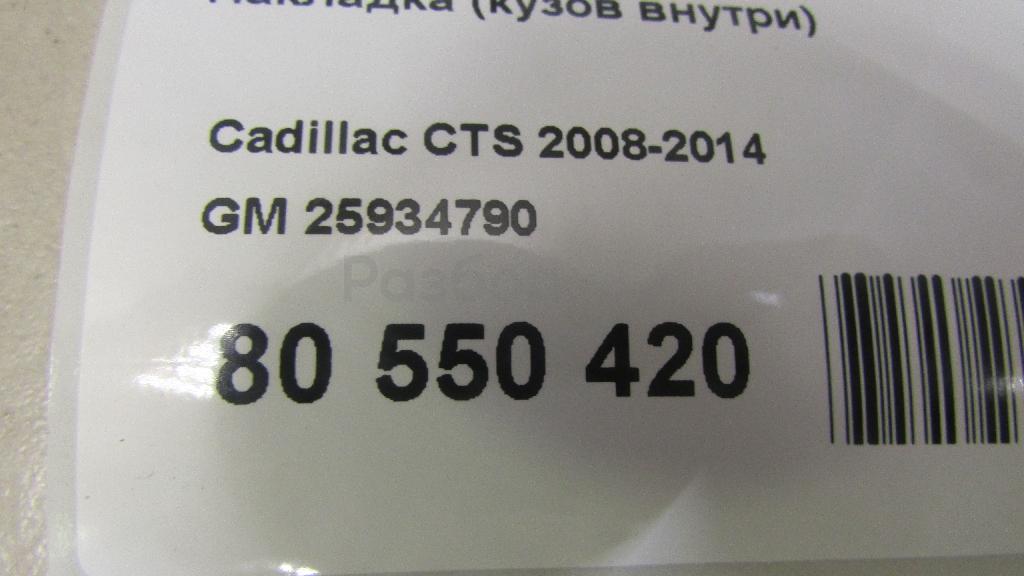 Накладка (кузов внутри)
Cadillac CTS 2008-2014
GM 25934790
80 550 420